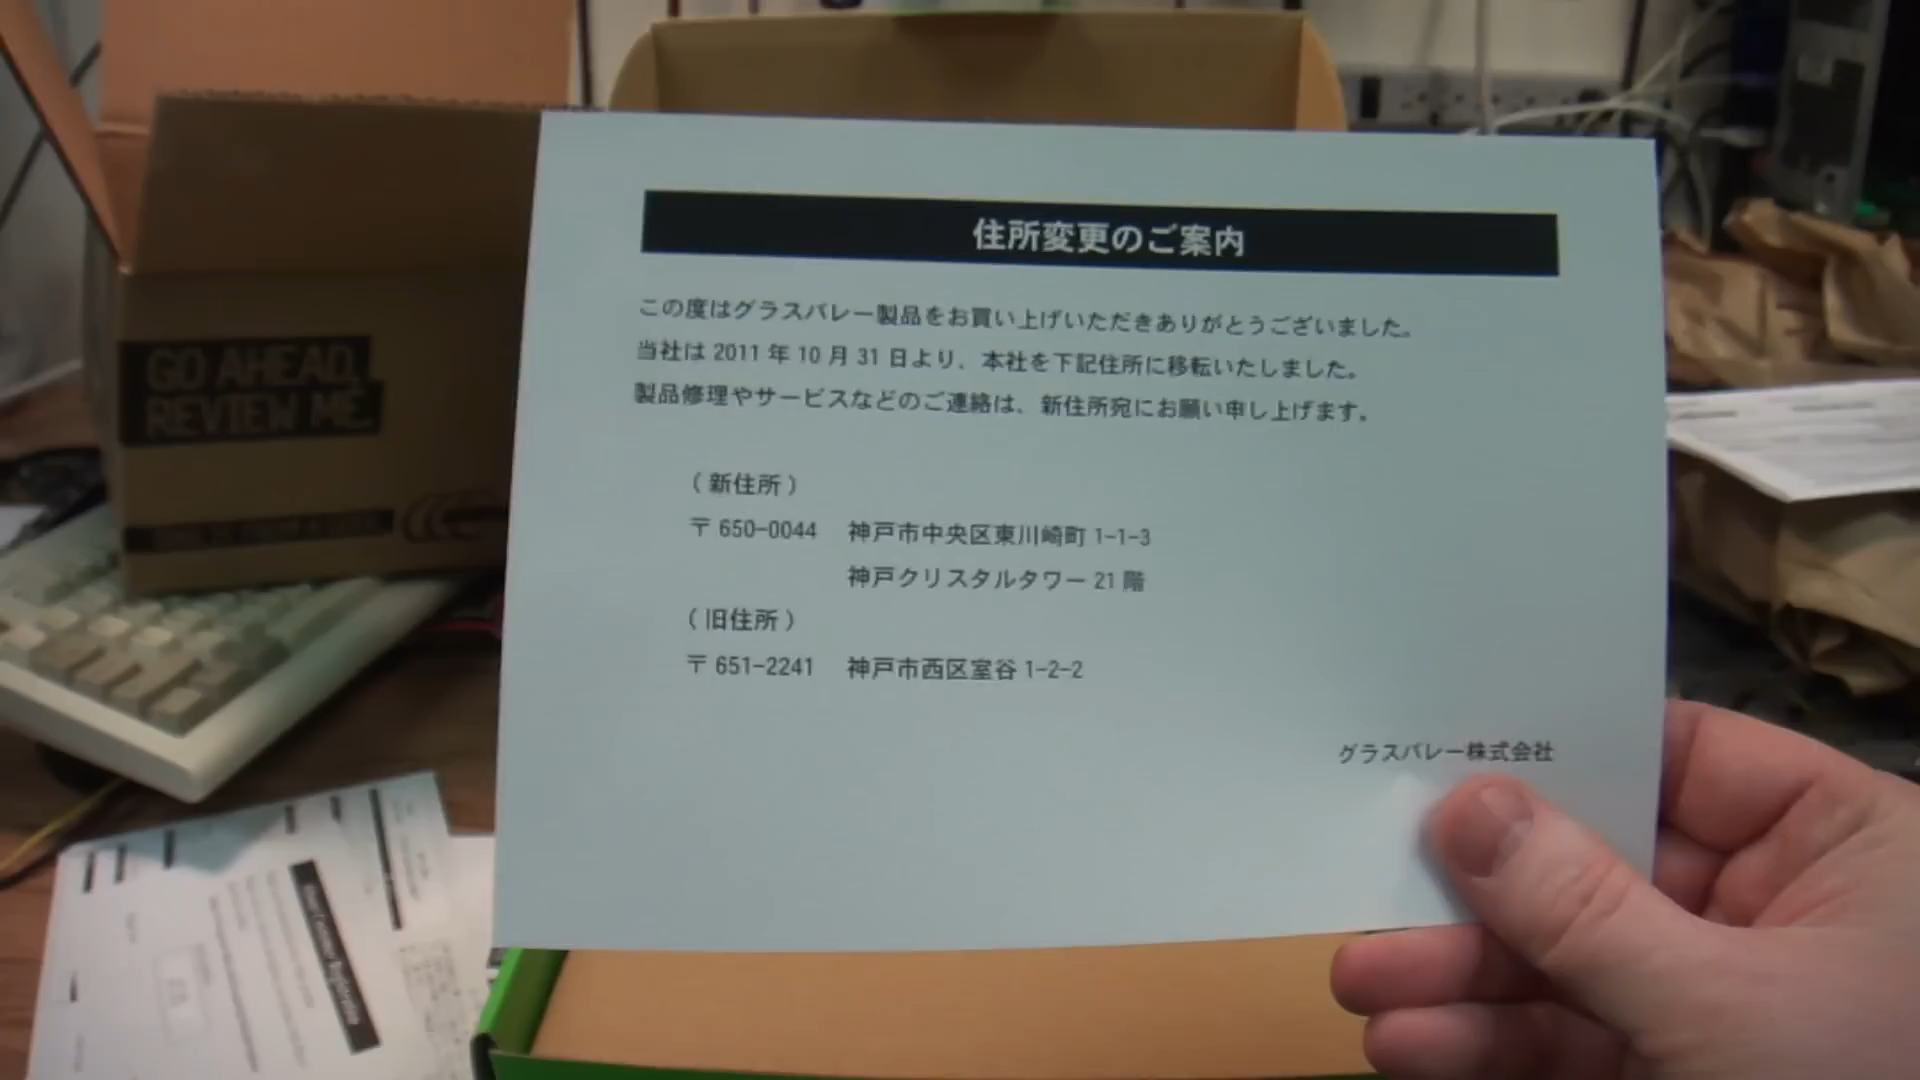 住所変更のご案内
この度はグラスバレー製品をお買い上げいただきありがとうございました。
当社は 2011 年 10 月 31 日より、本社を下記住所に移転いたしました。
製品修理やサービスなどのご連絡は、新住所宛にお願い申し上げます。
（ 新住所 ）
〒 650-0044 神戸市中央区東川崎町 1-1-3
神戸クリスタルタワー 21 階
（ 旧住所 ）
〒 651-2241 神戸市西区室谷 1-2-2
グラスバレー株式会社
GO AHEAD,
REVIEW ME.